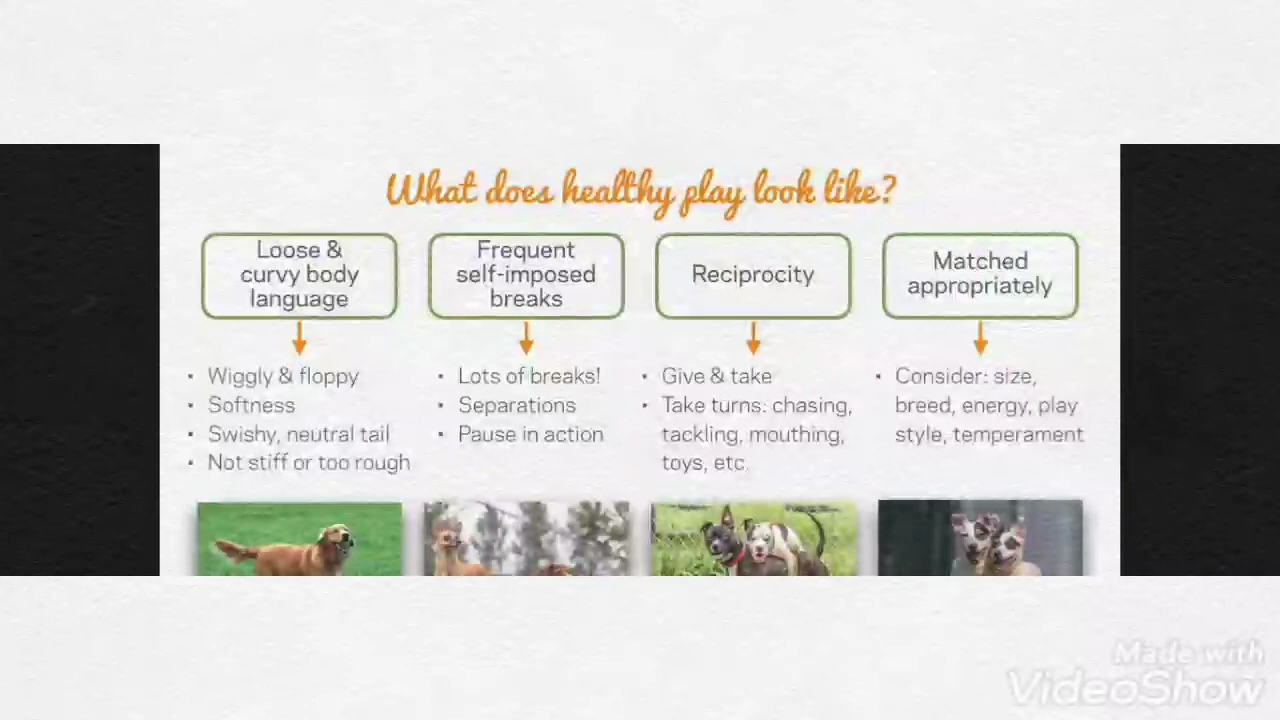 What does healthy play look like?
Loose &
curvy body
language
Frequent
self-imposed
breaks
Reciprocity
Matched
appropriately
• Wiggly & floppy
• Softness
• Swishy, neutral tail
• Not stiff or too rough
• Lots of breaks!
• Separations
• Pause in action
• Give & take
• Take turns: chasing,
tackling, mouthing,
toys, etc.
• Consider: size,
breed, energy, play
style, temperament
Made with
VideoShow